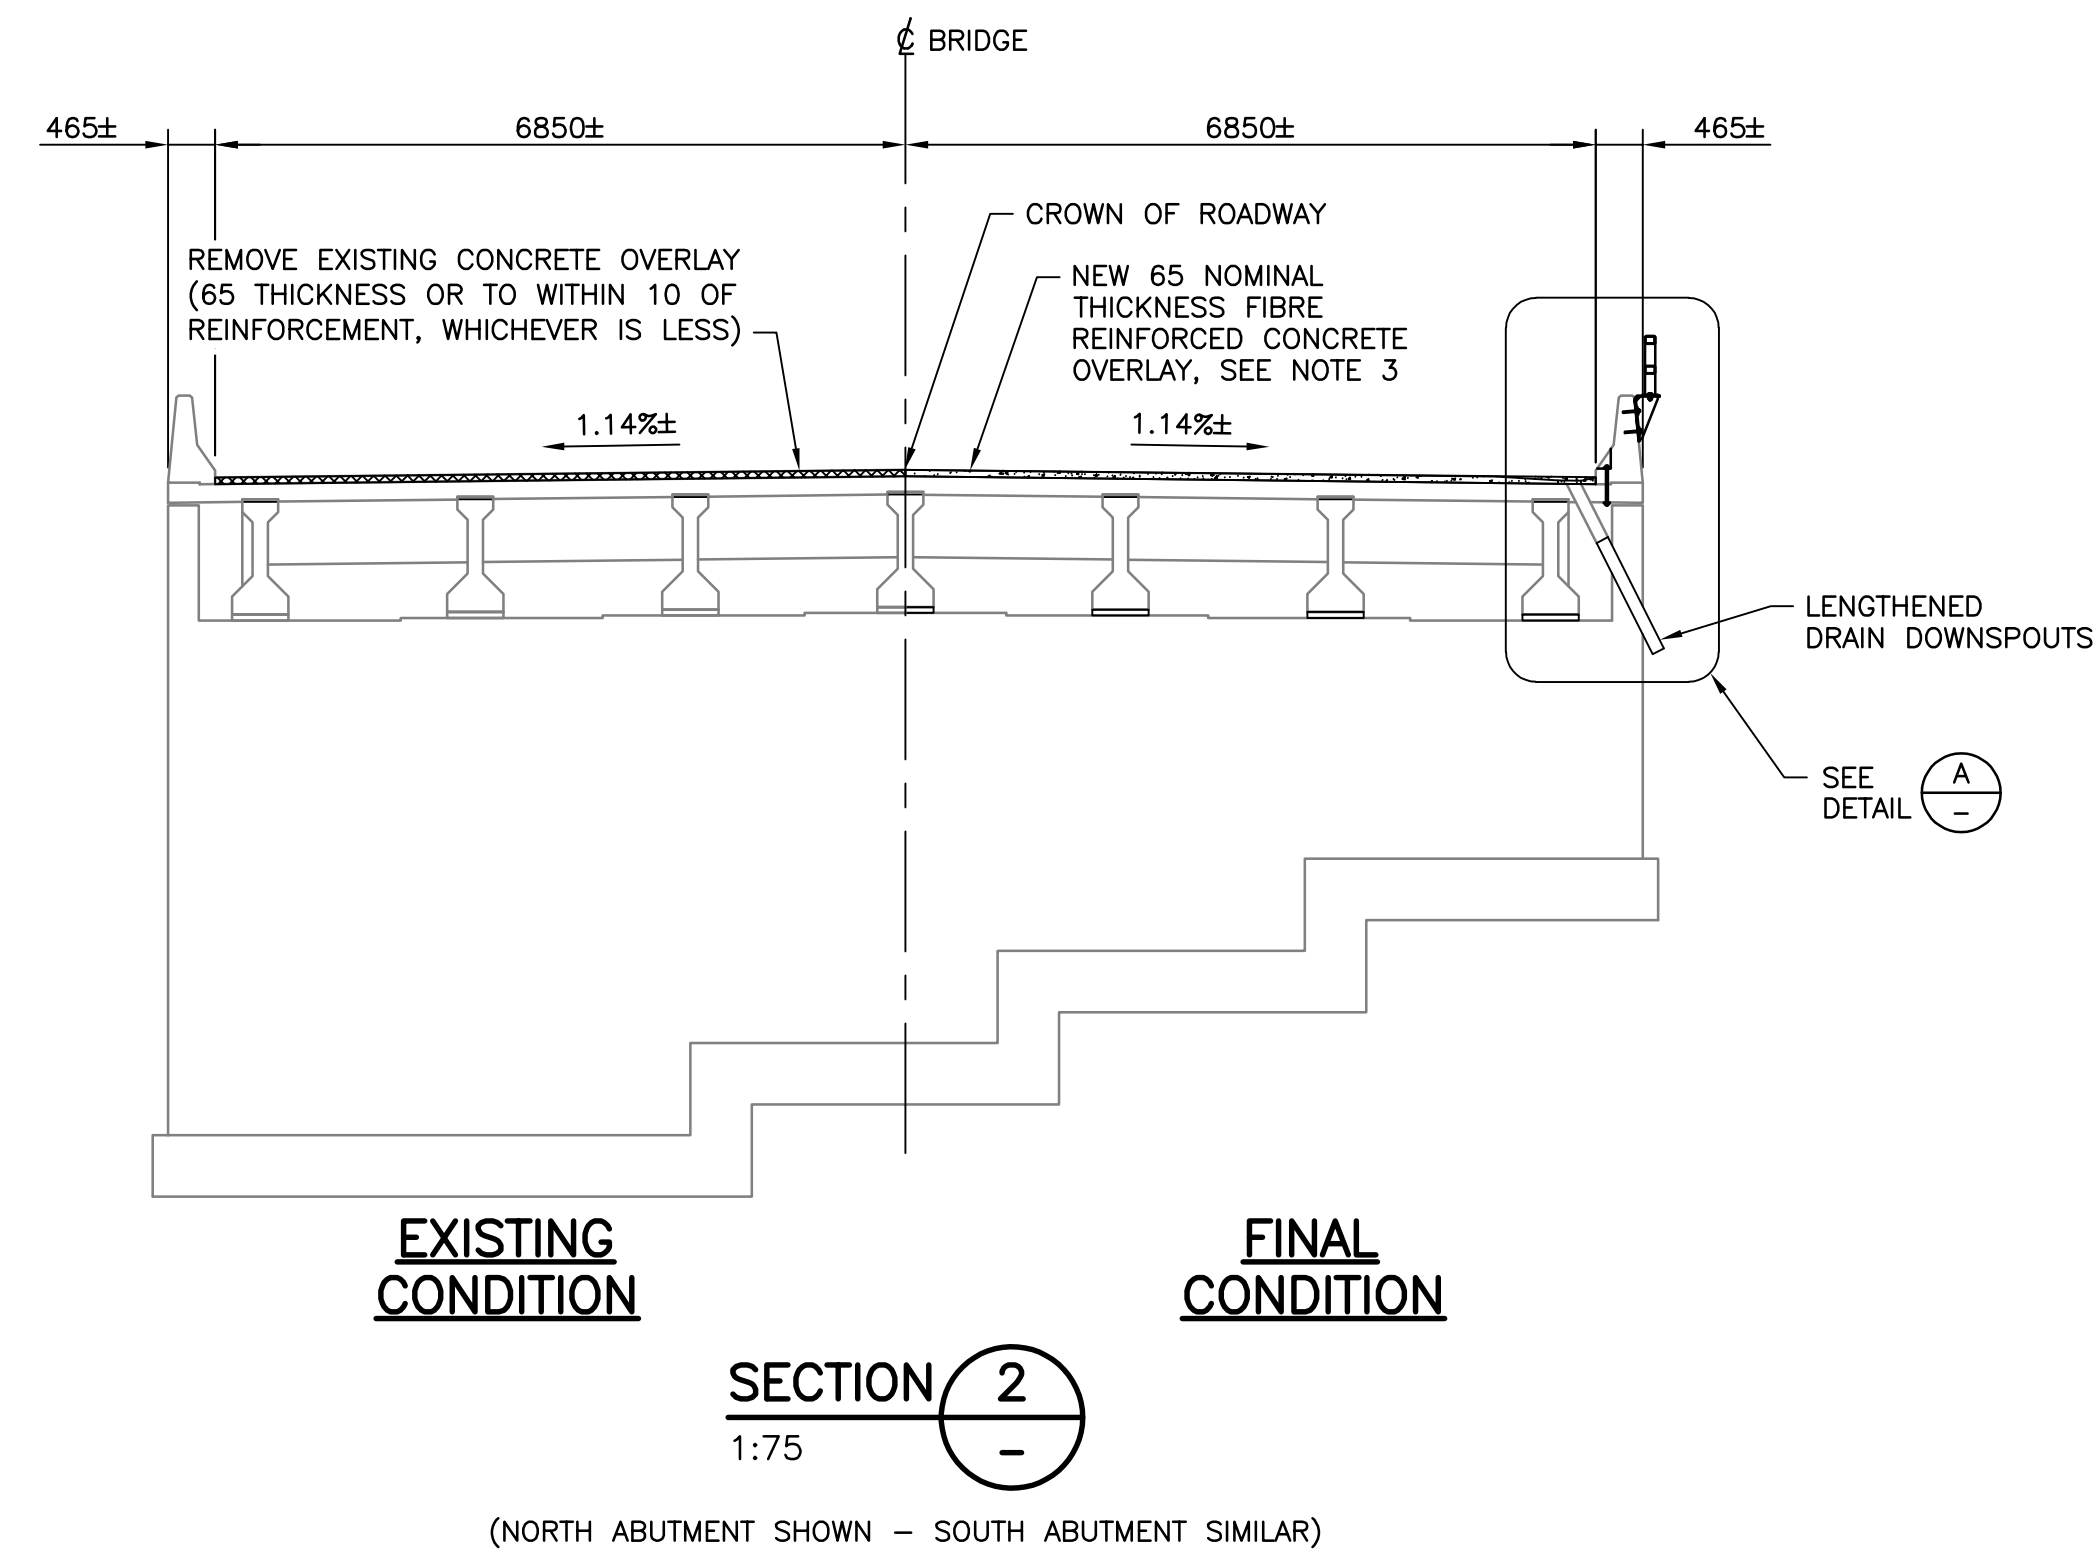 ℄ BRIDGE
465±
6850±
6850±
465±
CROWN OF ROADWAY
REMOVE EXISTING CONCRETE OVERLAY
(65 THICKNESS OR TO WITHIN 10 OF
REINFORCEMENT, WHICHEVER IS LESS)
NEW 65 NOMINAL
THICKNESS FIBRE
REINFORCED CONCRETE
OVERLAY, SEE NOTE 3
1.14%±
1.14%±
LENGTHENED
DRAIN DOWNSPOUTS
SEE
DETAIL
A
–
EXISTING
CONDITION
FINAL
CONDITION
SECTION
2
–
1:75
(NORTH ABUTMENT SHOWN – SOUTH ABUTMENT SIMILAR)